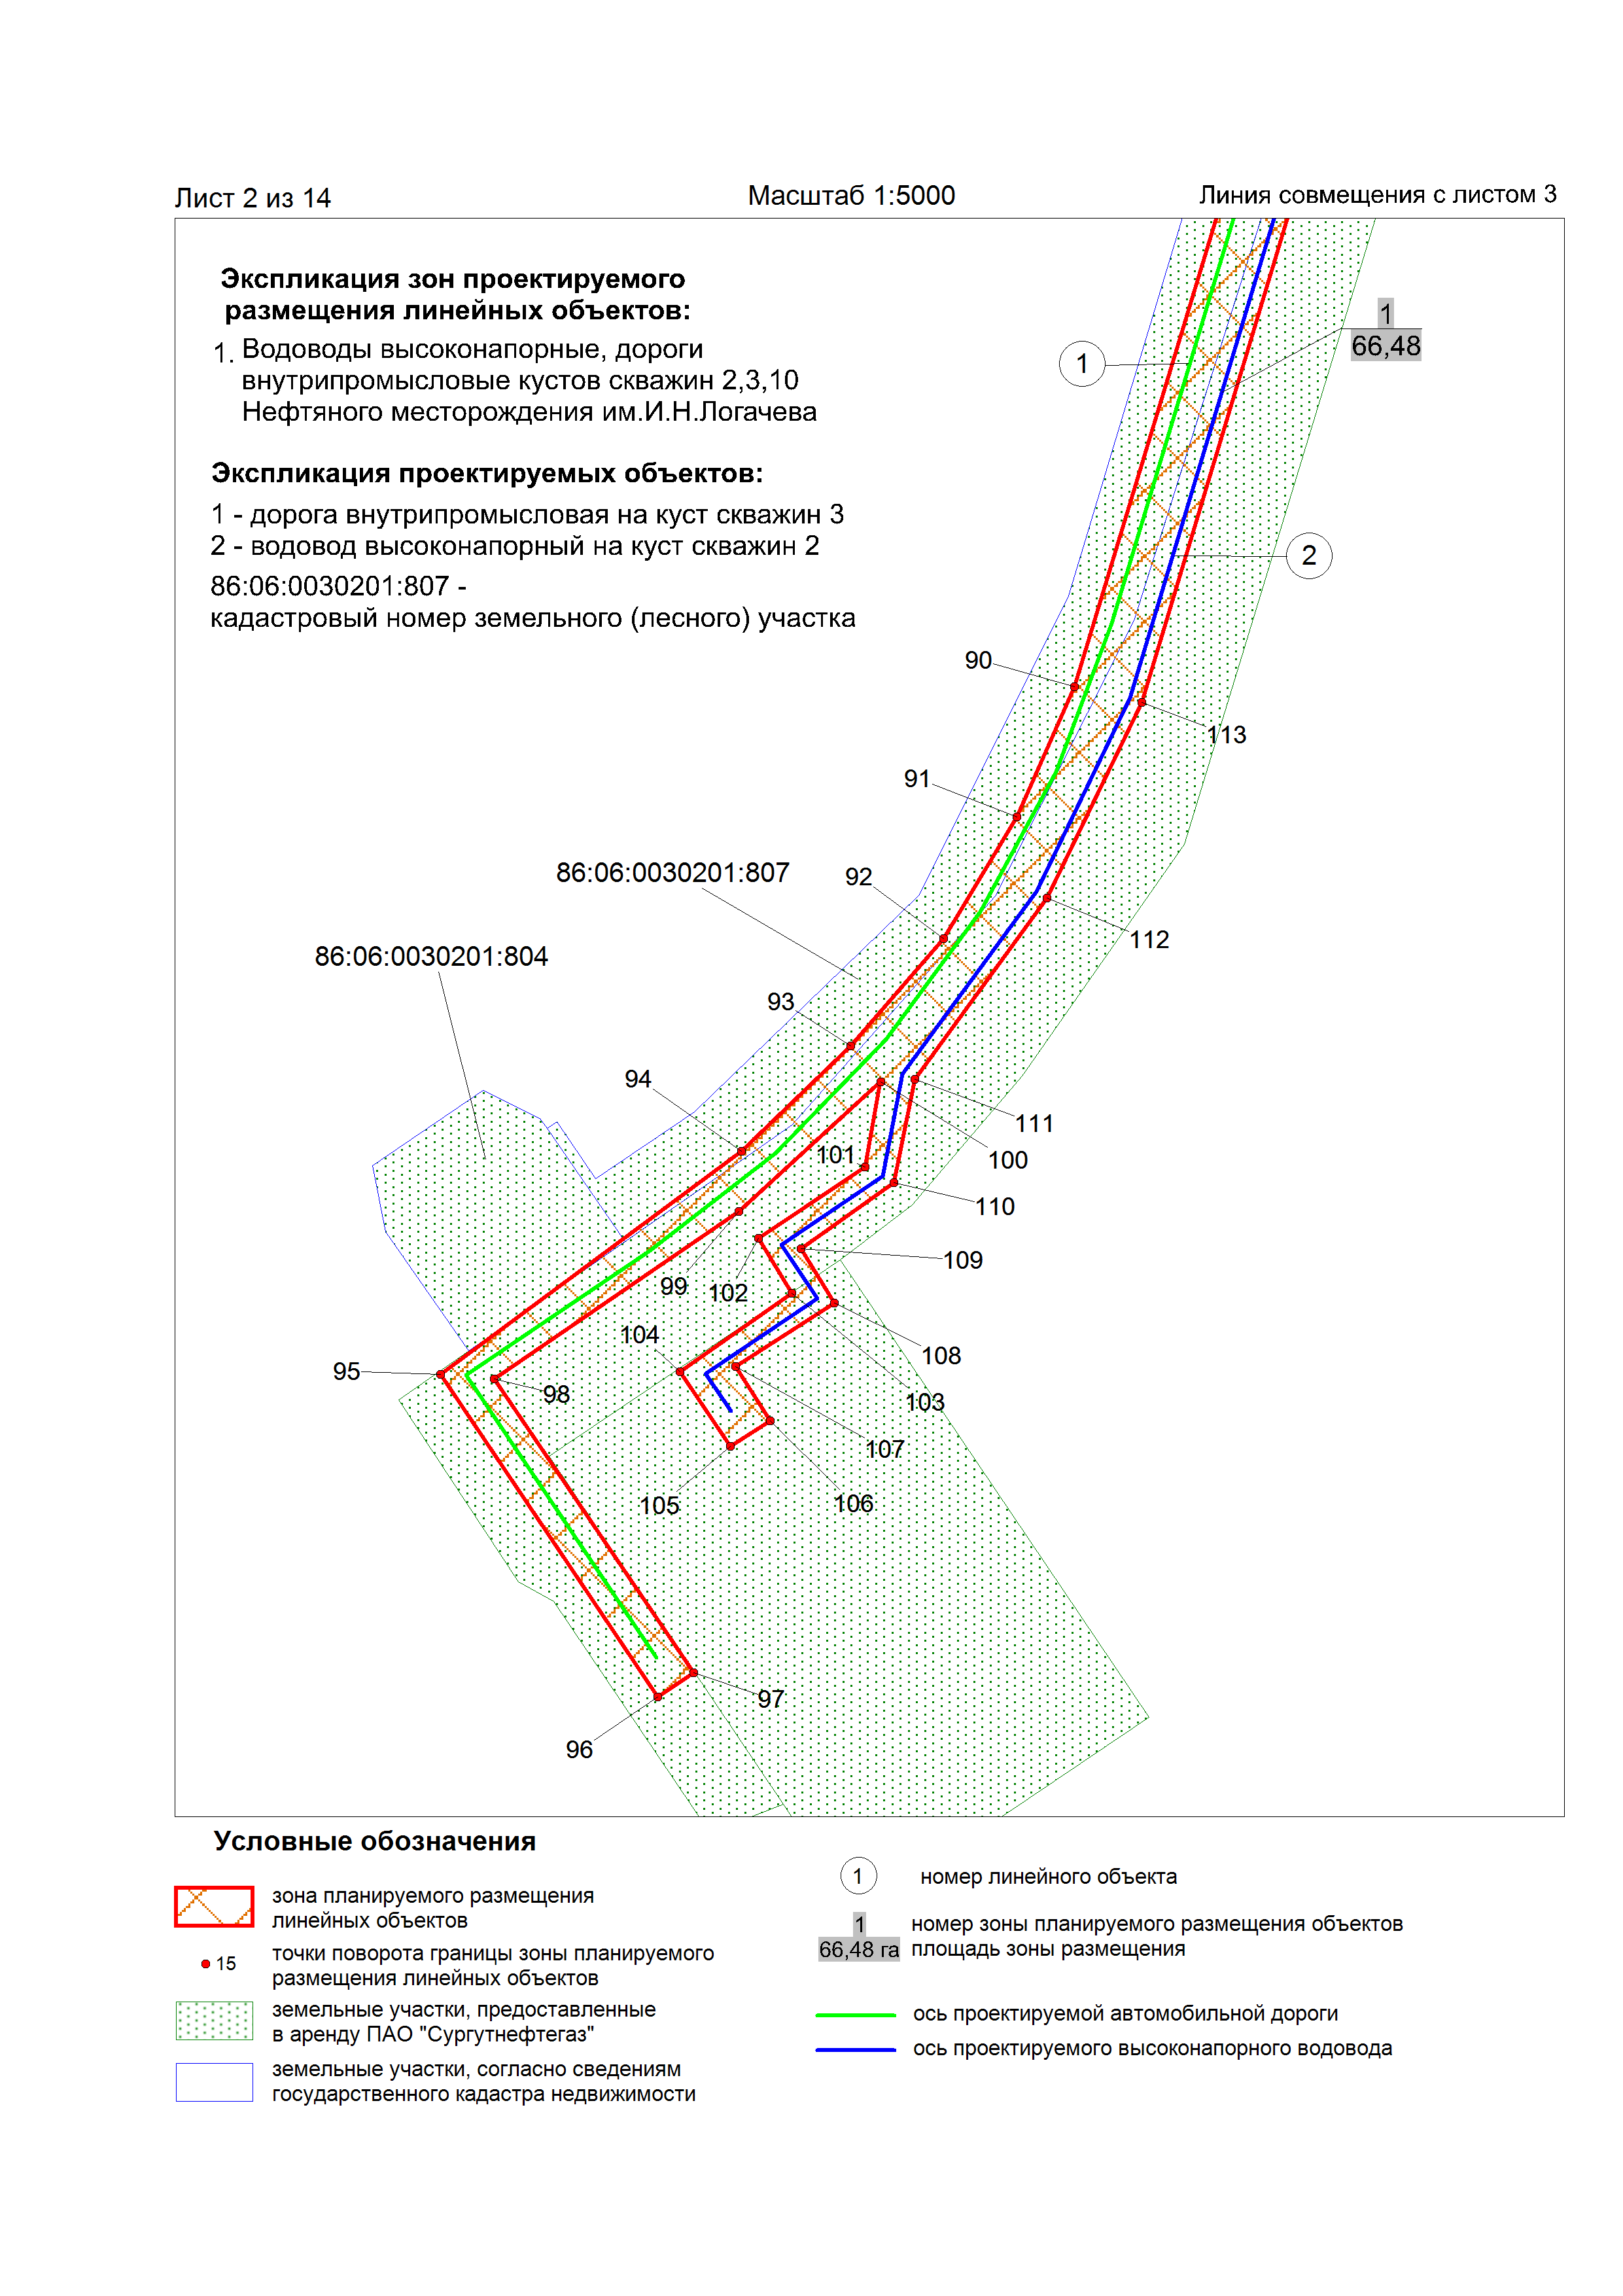 Лист 2 из 14
Масштаб 1:5000
Линия совмещения с листом 3
Экспликация зон проектируемого
размещения линейных объектов:
1. Водоводы высоконапорные, дороги
внутрипромысловые кустов скважин 2,3,10
Нефтяного месторождения им.И.Н.Логачева
Экспликация проектируемых объектов:
1 - дорога внутрипромысловая на куст скважин 3
2 - водовод высоконапорный на куст скважин 2
86:06:0030201:807 -
кадастровый номер земельного (лесного) участка
1
66,48
1
2
90
113
91
86:06:0030201:807
92
112
86:06:0030201:804
93
94
111
101
100
110
109
99
102
104
108
95
98
103
107
105
106
97
96
Условные обозначения
зона планируемого размещения
линейных объектов
15
точки поворота границы зоны планируемого
размещения линейных объектов
земельные участки, предоставленные
в аренду ПАО "Сургутнефтегаз"
земельные участки, согласно сведениям
государственного кадастра недвижимости
1
номер линейного объекта
1
номер зоны планируемого размещения объектов
66,48 га
площадь зоны размещения
ось проектируемой автомобильной дороги
ось проектируемого высоконапорного водовода